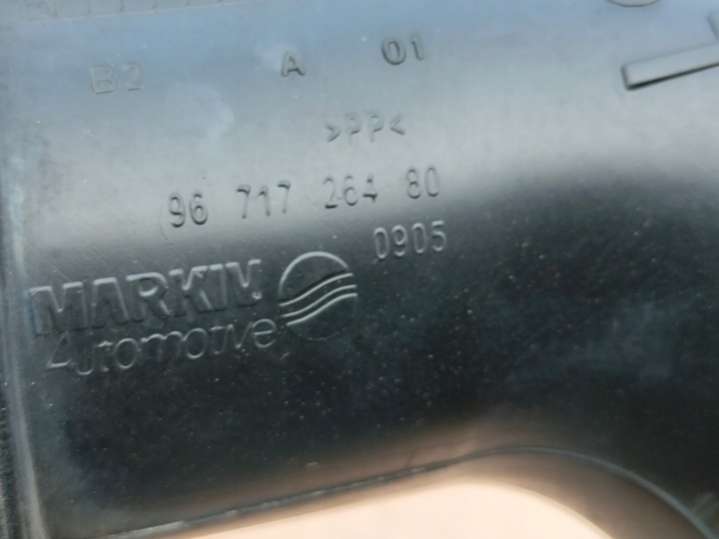 B2 A 01
>PP<
96 717 264 80
0905
MARKIV
Automotive